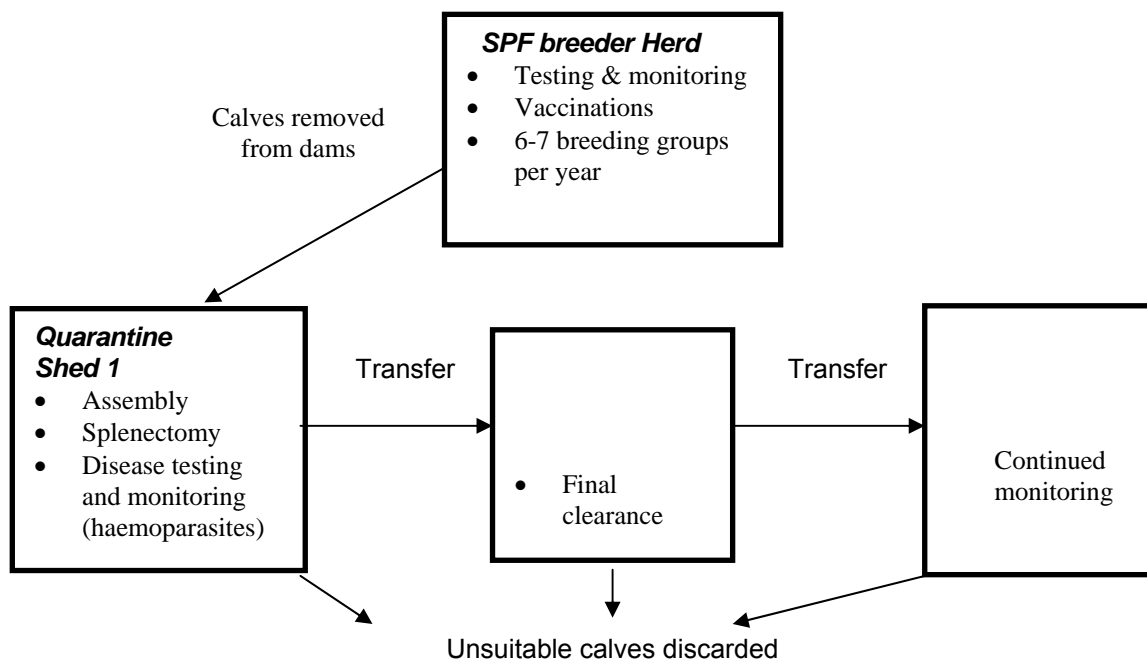 SPF breeder Herd
• Testing & monitoring
• Vaccinations
• 6-7 breeding groups
per year
Calves removed
from dams
Quarantine
Shed 1
• Assembly
• Splenectomy
• Disease testing
and monitoring
(haemoparasites)
Transfer
• Final
clearance
Transfer
Continued
monitoring
Unsuitable calves discarded